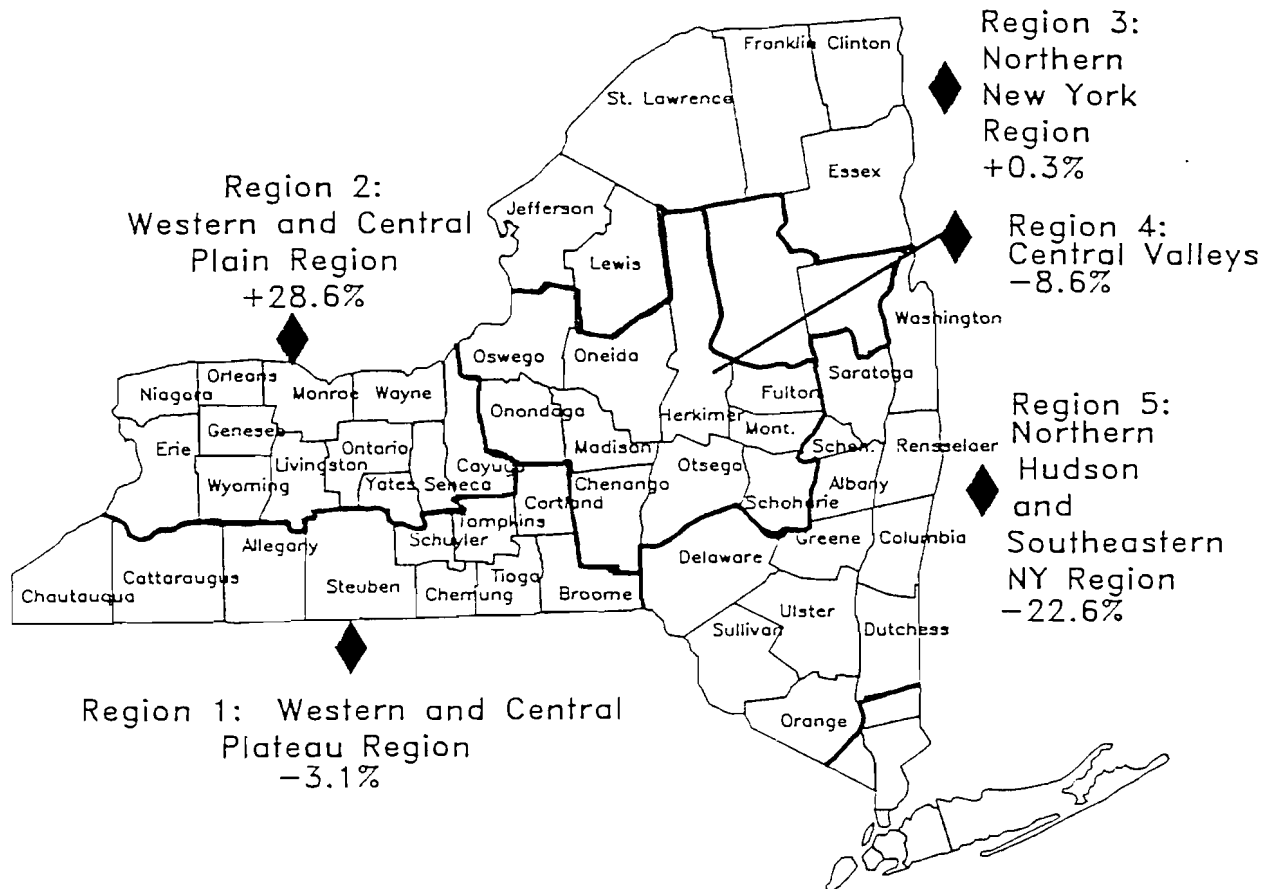 Region 3:
Northern
New York
Region
+0.3%
Franklin
Clinton
St. Lawrence
Essex
Region 2:
Western and Central
Plain Region
+28.6%
Jefferson
Lewis
Region 4:
Central Valleys
-8.6%
Washington
Oswego
Oneida
Saratoga
Orleans
Niagara
Monroe
Wayne
Fulton
Herkimer
Onondaga
Mont.
Madison
Schen.
Rensselaer
Genesee
Erie
Ontario
Livingston
Wyoming
Yates
Seneca
Cayuga
Cortland
Chenango
Otsego
Schoharie
Albany
Region 5:
Northern
Hudson
and
Southeastern
NY Region
-22.6%
Tompkins
Schuyler
Allegany
Delaware
Greene
Columbia
Chautauqua
Cattaraugus
Steuben
Chemung
Tioga
Broome
Ulster
Sullivan
Dutchess
Orange
Region 1: Western and Central
Plateau Region
-3.1%